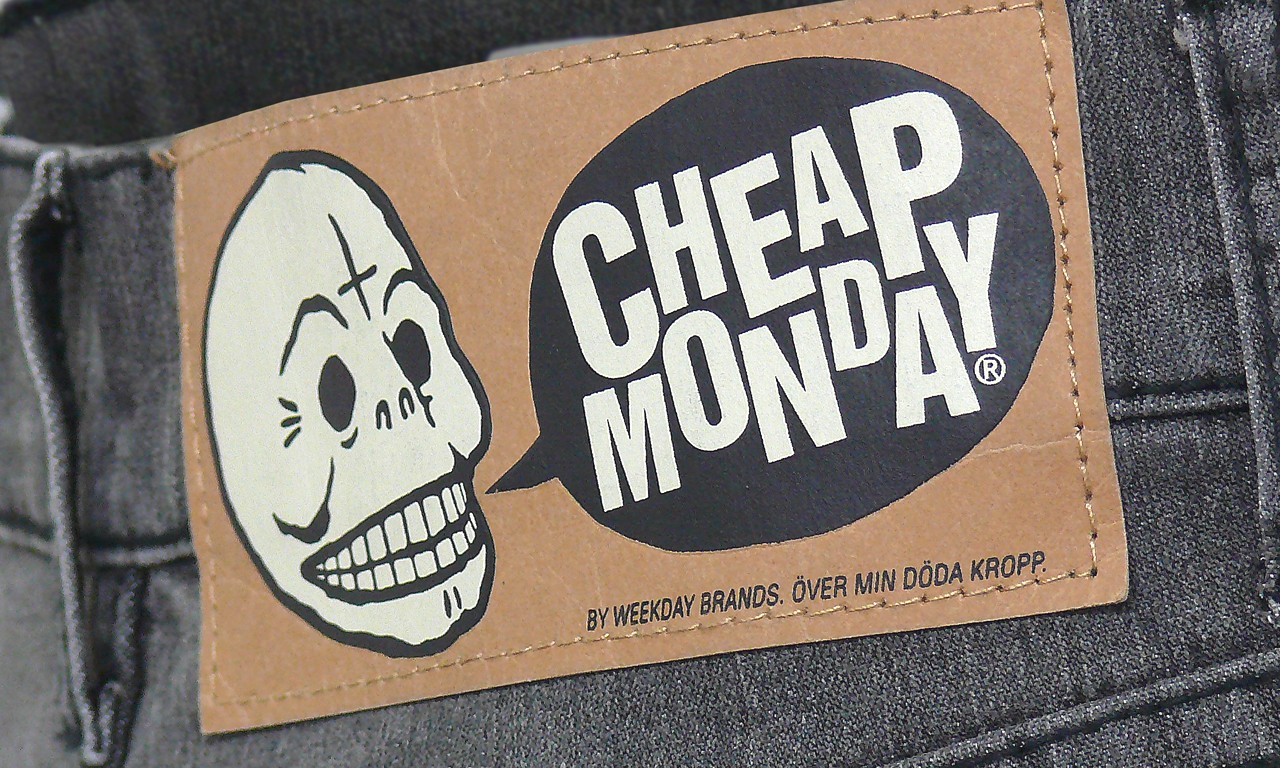 CHEAP
MONDAY®
BY WEEKDAY BRANDS. ÖVER MIN DÖDA KROPP.